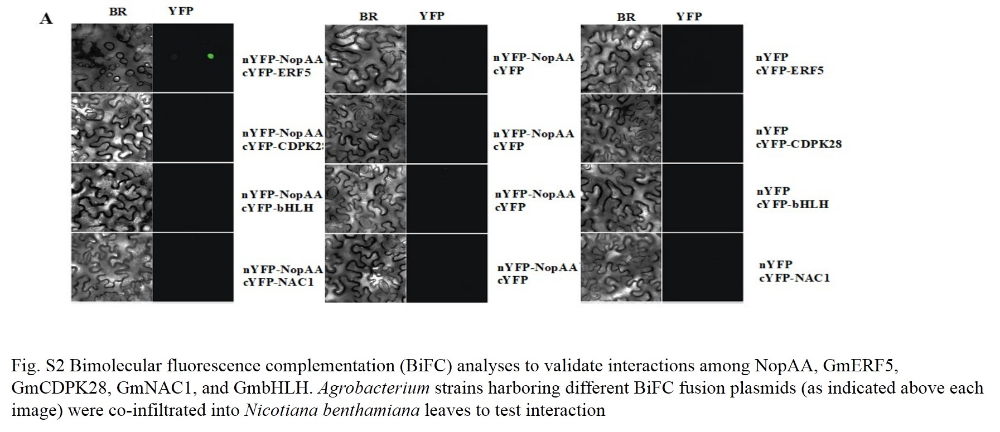 A
BR YFP
BR YFP
BR YFP
nYFP-NopAA
cYFP-ERF5
nYFP-NopAA
cYFP
nYFP
cYFP-ERF5
nYFP-NopAA
cYFP-CDPK28
nYFP-NopAA
cYFP
nYFP
cYFP-CDPK28
nYFP-NopAA
cYFP-bHLH
nYFP-NopAA
cYFP
nYFP
cYFP-bHLH
nYFP-NopAA
cYFP-NAC1
nYFP-NopAA
cYFP
nYFP
cYFP-NAC1
Fig. S2 Bimolecular fluorescence complementation (BiFC) analyses to validate interactions among NopAA, GmERF5,
GmCDPK28, GmNAC1, and GmbHLH. Agrobacterium strains harboring different BiFC fusion plasmids (as indicated above each
image) were co-infiltrated into Nicotiana benthamiana leaves to test interaction